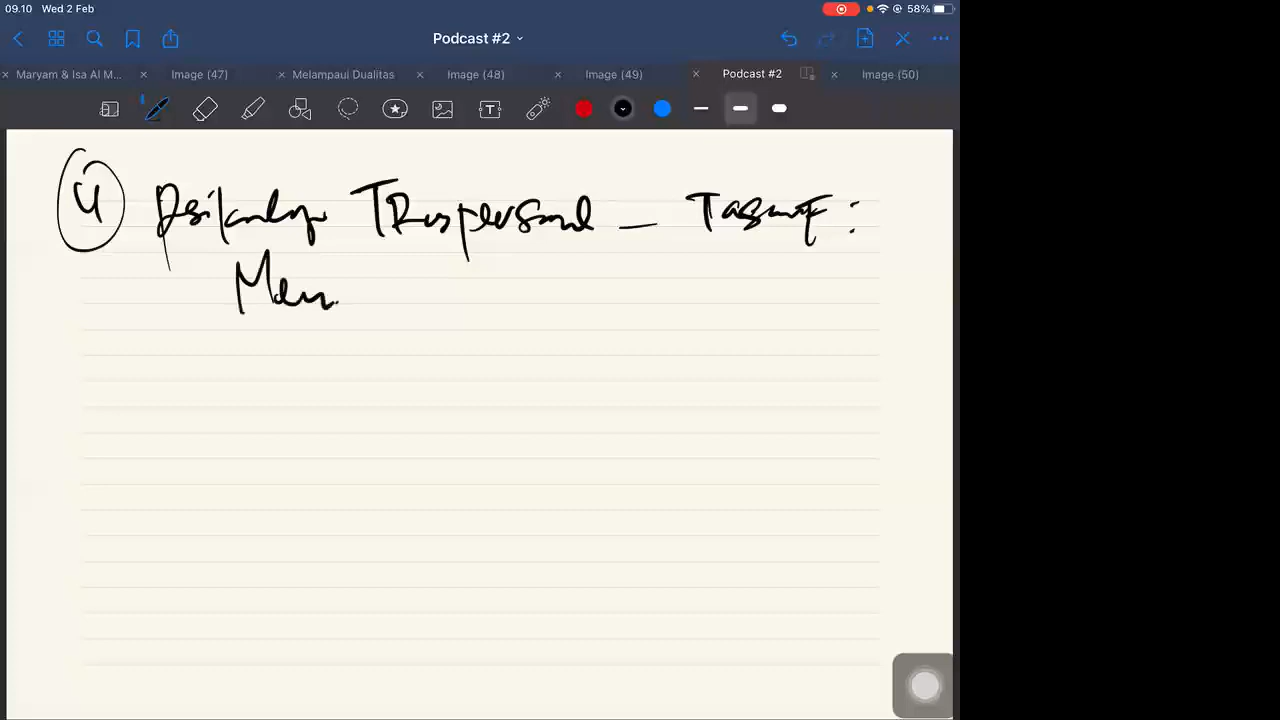 09.10 Wed 2 Feb 58%
Podcast #2
Maryam & Isa Al M... Image (47) Melampaui Dualitas Image (48) Image (49) Podcast #2 Image (50)
4 Transpersonal – Tasawuf :
Men